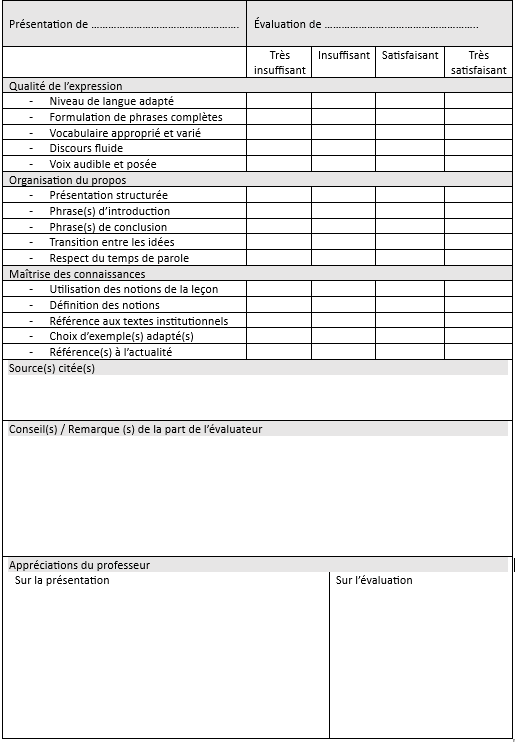 Présentation de ……………………………………………. Évaluation de ……………………………………………..
Très insuffisant Insuffisant Satisfaisant Très satisfaisant
Qualité de l’expression
- Niveau de langue adapté
- Formulation de phrases complètes
- Vocabulaire approprié et varié
- Discours fluide
- Voix audible et posée
Organisation du propos
- Présentation structurée
- Phrase(s) d’introduction
- Phrase(s) de conclusion
- Transition entre les idées
- Respect du temps de parole
Maîtrise des connaissances
- Utilisation des notions de la leçon
- Définition des notions
- Référence aux textes institutionnels
- Choix d’exemple(s) adapté(s)
- Référence(s) à l’actualité
Source(s) citée(s)
Conseil(s) / Remarque (s) de la part de l’évaluateur
Appréciations du professeur
Sur la présentation Sur l’évaluation